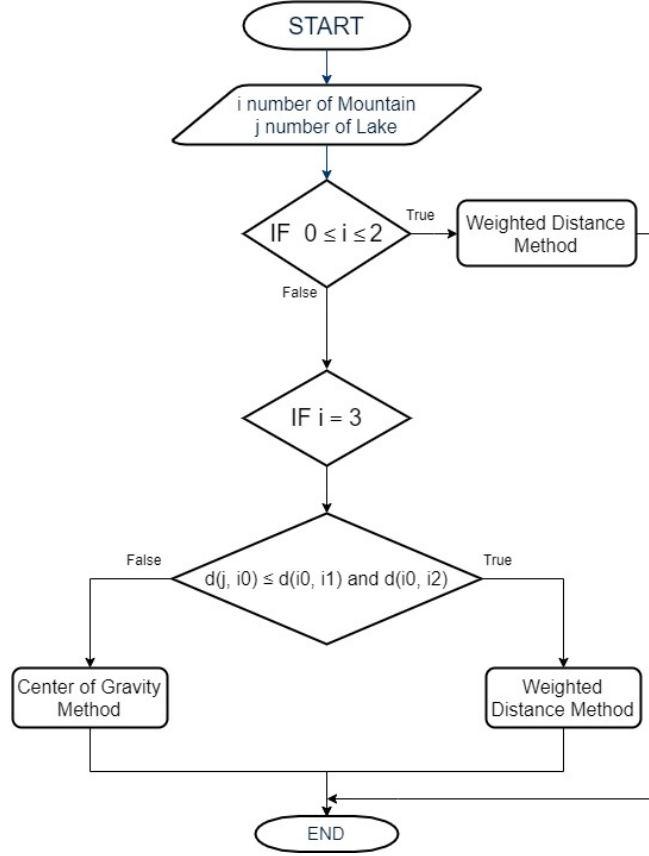 START
i number of Mountain
j number of Lake
IF 0 ≤ i ≤ 2
True
Weighted Distance
Method
False
IF i = 3
False
d(j, i0) ≤ d(i0, i1) and d(i0, i2)
True
Center of Gravity
Method
Weighted
Distance Method
END